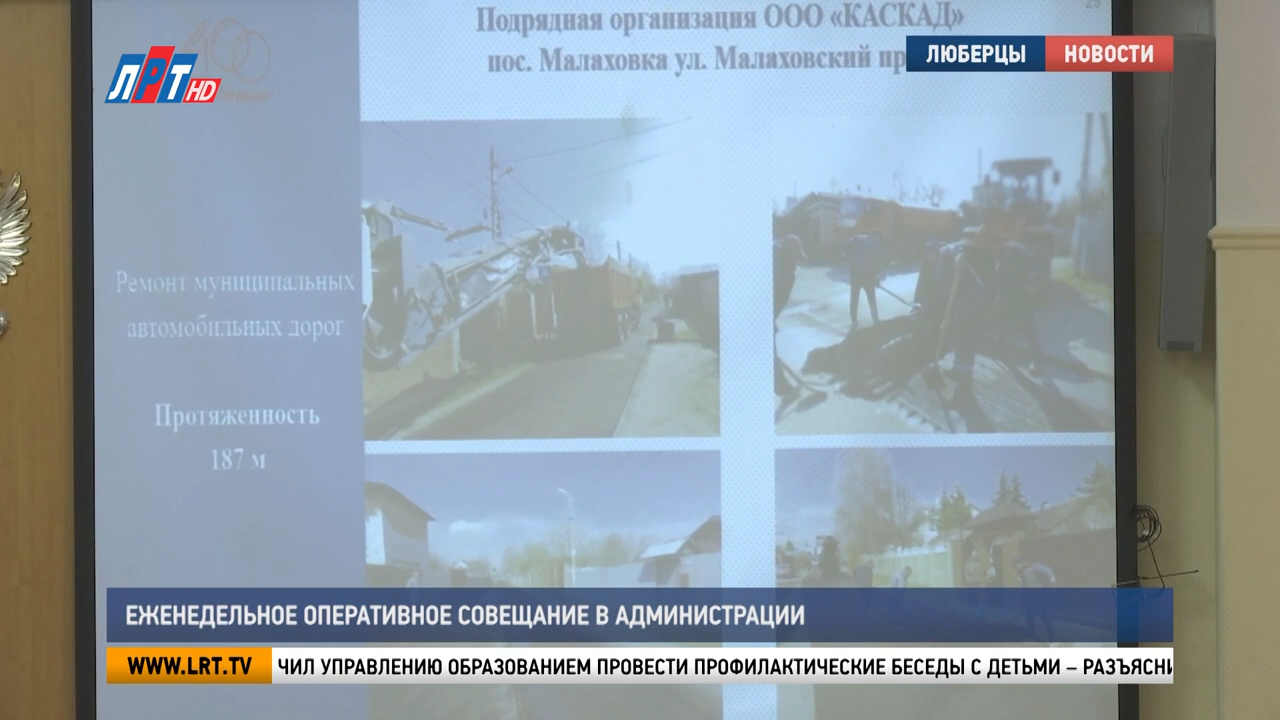 Подрядная организация ООО «КАСКАД»
пос. Малаховка ул. Малаховский
ЛРТ HD
400
ЛЮБЕРЦЫ НОВОСТИ
Ремонт муниципальных
автомобильных дорог
Протяженность
187 м
ЕЖЕНЕДЕЛЬНОЕ ОПЕРАТИВНОЕ СОВЕЩАНИЕ В АДМИНИСТРАЦИИ
WWW.LRT.TV ЧИЛ УПРАВЛЕНИЮ ОБРАЗОВАНИЕМ ПРОВЕСТИ ПРОФИЛАКТИЧЕСКИЕ БЕСЕДЫ С ДЕТЬМИ – РАЗЪЯСНИ